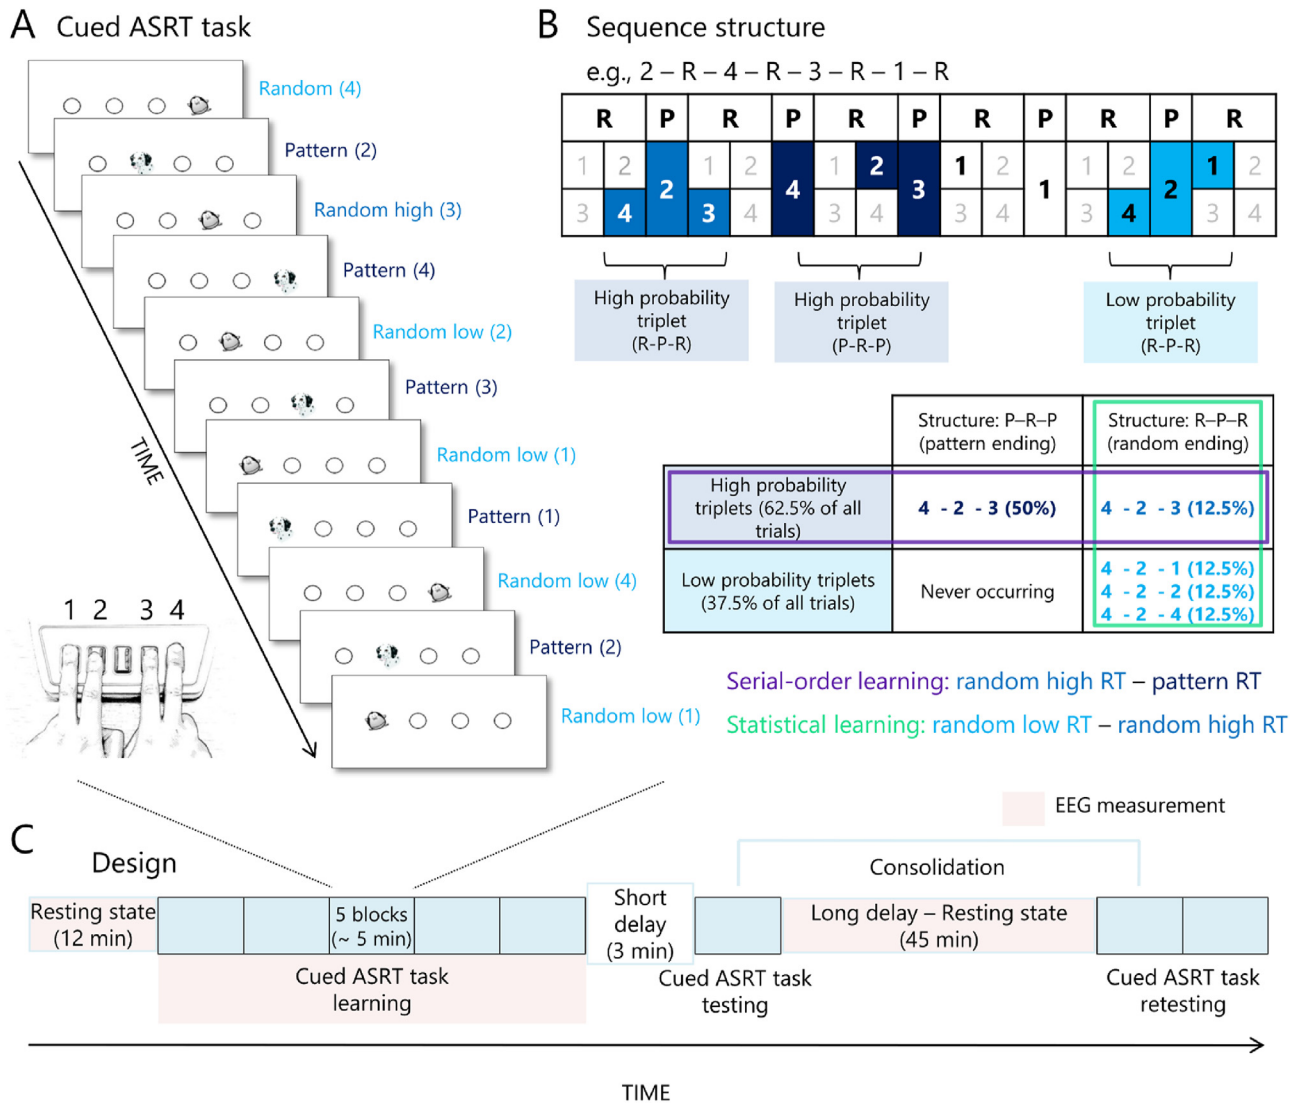 A Cued ASRT task
Random (4)
Pattern (2)
Random high (3)
Pattern (4)
Random low (2)
Pattern (3)
Random low (1)
Pattern (1)
Random low (4)
Pattern (2)
Random low (1)
TIME
1 2 3 4
B Sequence structure
e.g., 2 – R – 4 – R – 3 – R – 1 – R
R P R P R P R P R P R
1 2 2 1 2 4 1 2 3 1 2 1 1 2 2 1 2
3 4 3 4 3 4 3 4 3 4 3 4
High probability
triplet
(R-P-R)
High probability
triplet
(P-R-P)
Low probability
triplet
(R-P-R)
Structure: P–R–P
(pattern ending)
Structure: R–P–R
(random ending)
High probability
triplets (62.5% of all
trials)
4 - 2 - 3 (50%)
4 - 2 - 3 (12.5%)
Low probability triplets
(37.5% of all trials)
Never occurring
4 - 2 - 1 (12.5%)
4 - 2 - 2 (12.5%)
4 - 2 - 4 (12.5%)
Serial-order learning: random high RT – pattern RT
Statistical learning: random low RT – random high RT
EEG measurement
C
Design
Consolidation
Resting state
(12 min)
5 blocks
(~ 5 min)
Short
delay
(3 min)
Long delay – Resting state
(45 min)
Cued ASRT task
learning
Cued ASRT task
testing
Cued ASRT task
retesting
TIME